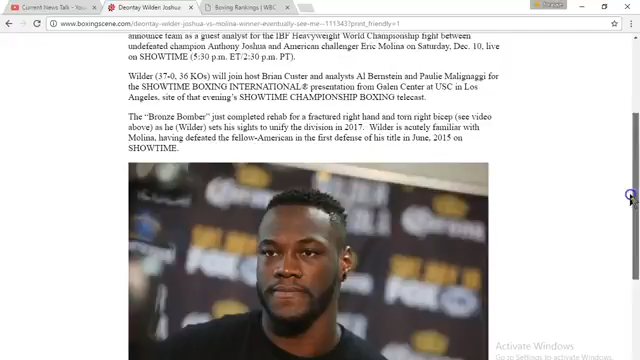 Current News Talk - Yo
Deontay Wilder: Joshua
Boxing Rankings | WBC
www.boxingscene.com/deontay-wilder-joshua-vs-molina-winner-eventually-see-me--111343?print_friendly=1
announce team as a guest analyst for the IBF Heavyweight World Championship fight between
undefeated champion Anthony Joshua and American challenger Eric Molina on Saturday, Dec. 10, live
on SHOWTIME (5:30 p.m. ET/2:30 p.m. PT).
Wilder (37-0, 36 KOs) will join host Brian Custer and analysts Al Bernstein and Paulie Malignaggi for
the SHOWTIME BOXING INTERNATIONAL® presentation from Galen Center at USC in Los
Angeles, site of that evening's SHOWTIME CHAMPIONSHIP BOXING telecast.
The "Bronze Bomber" just completed rehab for a fractured right hand and torn right bicep (see video
above) as he (Wilder) sets his sights to unify the division in 2017.  Wilder is acutely familiar with
Molina, having defeated the fellow-American in the first defense of his title in June, 2015 on
SHOWTIME.
Corona
FOX
Activate Windows
Go to Settings to activate Windows.